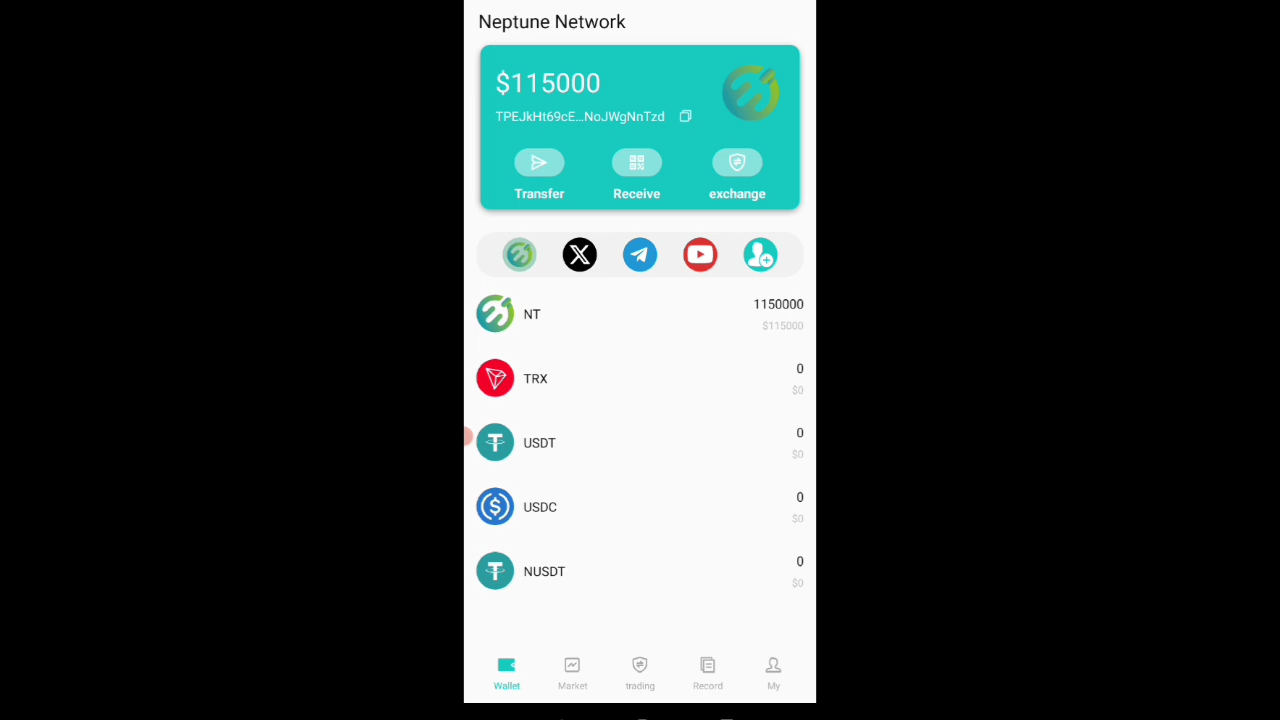 Neptune Network
$115000
TPEJkHt69cE...NoJWgNnTzd
Transfer Receive exchange
NT 1150000
$115000
TRX 0
$0
USDT 0
$0
USDC 0
$0
NUSDT 0
$0
Wallet Market trading Record My